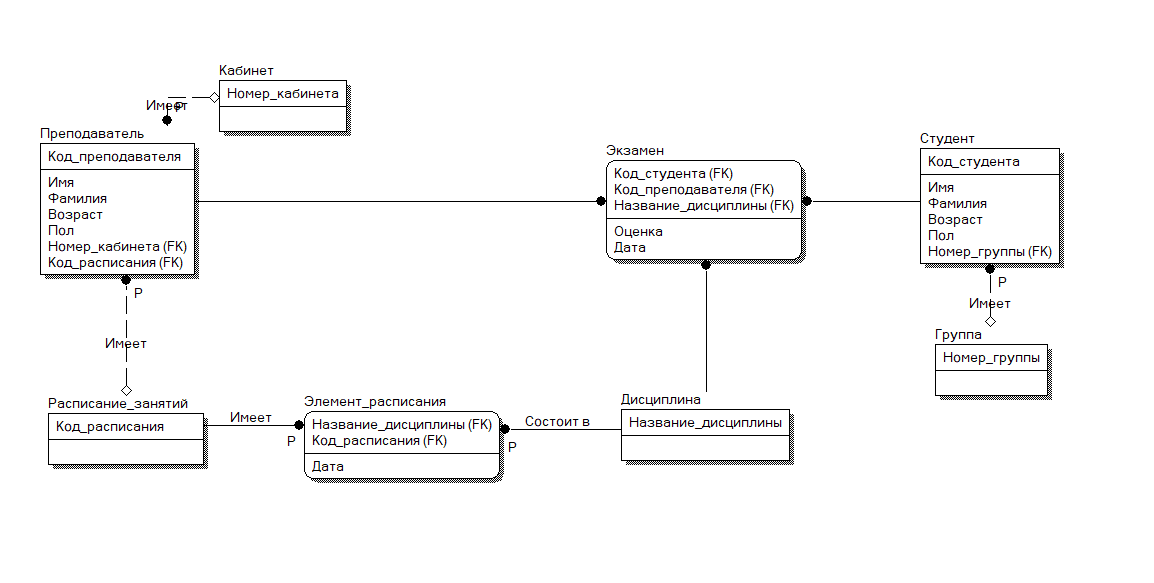 Кабинет
Номер_кабинета
Имеет
P
Преподаватель
Код_преподавателя
Имя
Фамилия
Возраст
Пол
Номер_кабинета (FK)
Код_расписания (FK)
P
Имеет
Экзамен
Код_студента (FK)
Код_преподавателя (FK)
Название_дисциплины (FK)
Оценка
Дата
Студент
Код_студента
Имя
Фамилия
Возраст
Пол
Номер_группы (FK)
P
Имеет
Группа
Номер_группы
Расписание_занятий
Код_расписания
Имеет
P
Элемент_расписания
Название_дисциплины (FK)
Код_расписания (FK)
Дата
Состоит в
P
Дисциплина
Название_дисциплины